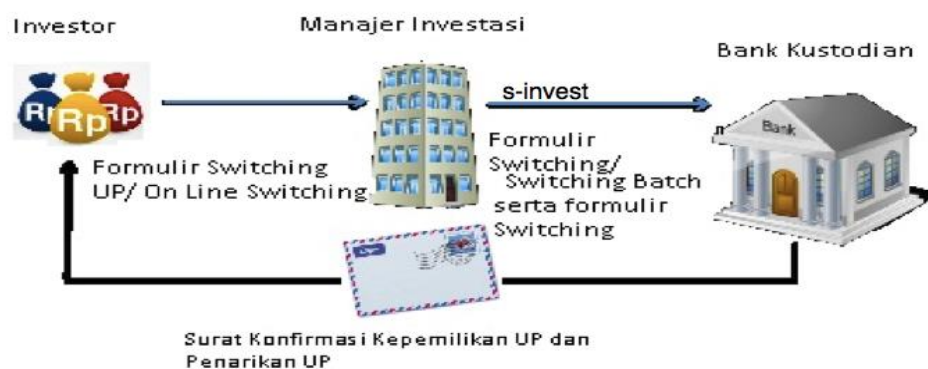 Investor
Manajer Investasi
Bank Kustodian
Rp
Rp
Rp
s-invest
Bank
Formulir Switching
UP/ On Line Switching
Formulir
Switching/
Switching Batch
serta formulir
Switching
Surat Konfirmasi Kepemilikan UP dan
Penarikan UP